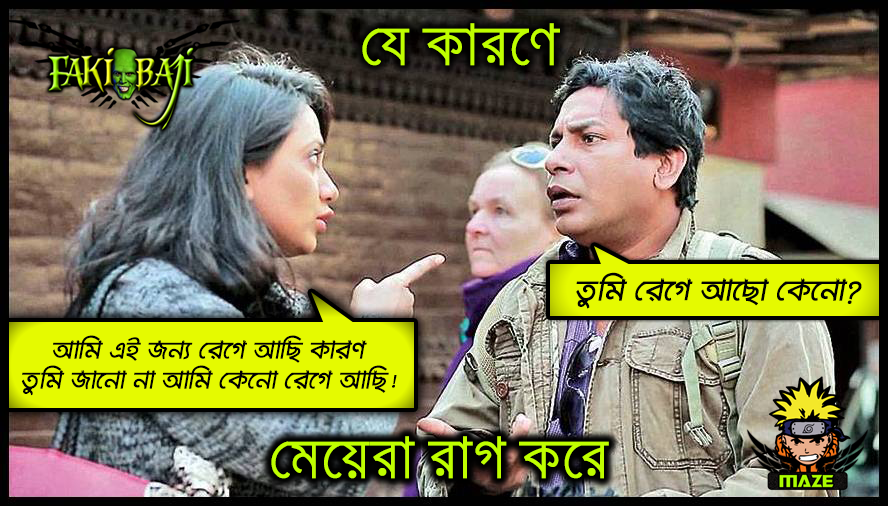 যে কারণে
FAKIBAJI
তুমি রেগে আছো কেনো?
আমি এই জন্য রেগে আছি কারণ
তুমি জানো না আমি কেনো রেগে আছি!
মেয়েরা রাগ করে
MAZE